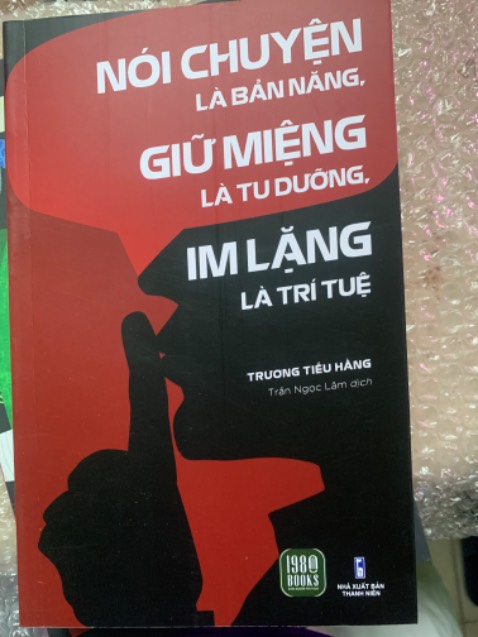 NÓI CHUYỆN
LÀ BẢN NĂNG,
GIỮ MIỆNG
LÀ TU DƯỠNG,
IM LẶNG
LÀ TRÍ TUỆ
TRƯƠNG TIẾU HẰNG
Trần Ngọc Lâm dịch
1980
BOOKS
NHÀ XUẤT BẢN
THANH NIÊN